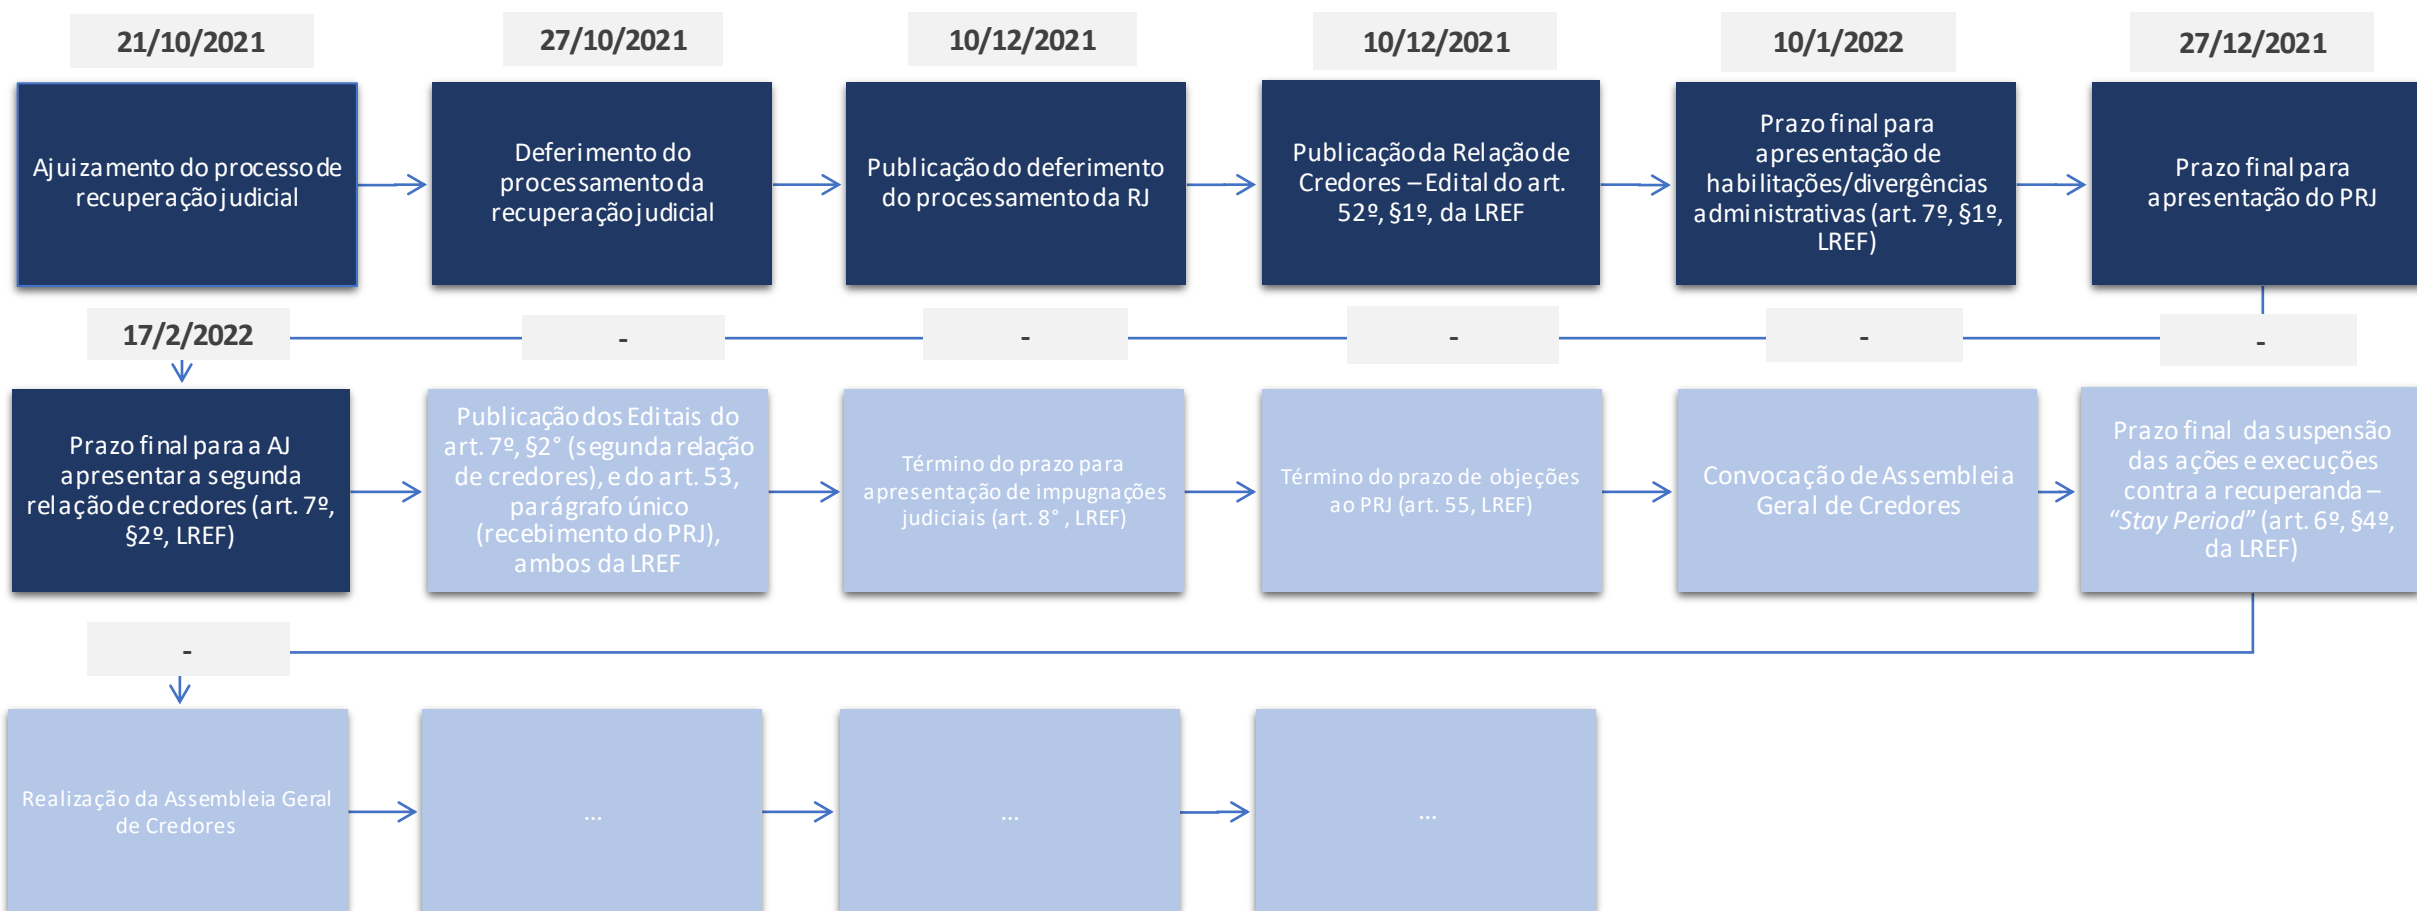 21/10/2021
27/10/2021
10/12/2021
10/12/2021
10/1/2022
27/12/2021
Ajuizamento do processo de
recuperação judicial
Deferimento do
processamento da
recuperação judicial
Publicação do deferimento
do processamento da RJ
Publicação da Relação de
Credores – Edital do art.
52º, §1º, da LREF
Prazo final para
apresentação de
habilitações/divergências
administrativas (art. 7º, §1º,
LREF)
Prazo final para
apresentação do PRJ
17/2/2022
-
-
-
-
-
Prazo final para a AJ
apresentar a segunda
relação de credores (art. 7º,
§2º, LREF)
Publicação dos Editais do
art. 7º, §2° (segunda relação
de credores), e do art. 53,
parágrafo único
(recebimento do PRJ),
ambos da LREF
Término do prazo para
apresentação de impugnações
judiciais (art. 8° , LREF)
Término do prazo de objeções
ao PRJ (art. 55, LREF)
Convocação de Assembleia
Geral de Credores
Prazo final da suspensão
das ações e execuções
contra a recuperanda –
“Stay Period” (art. 6º, §4º,
da LREF)
-
Realização da Assembleia Geral
de Credores
...
...
...